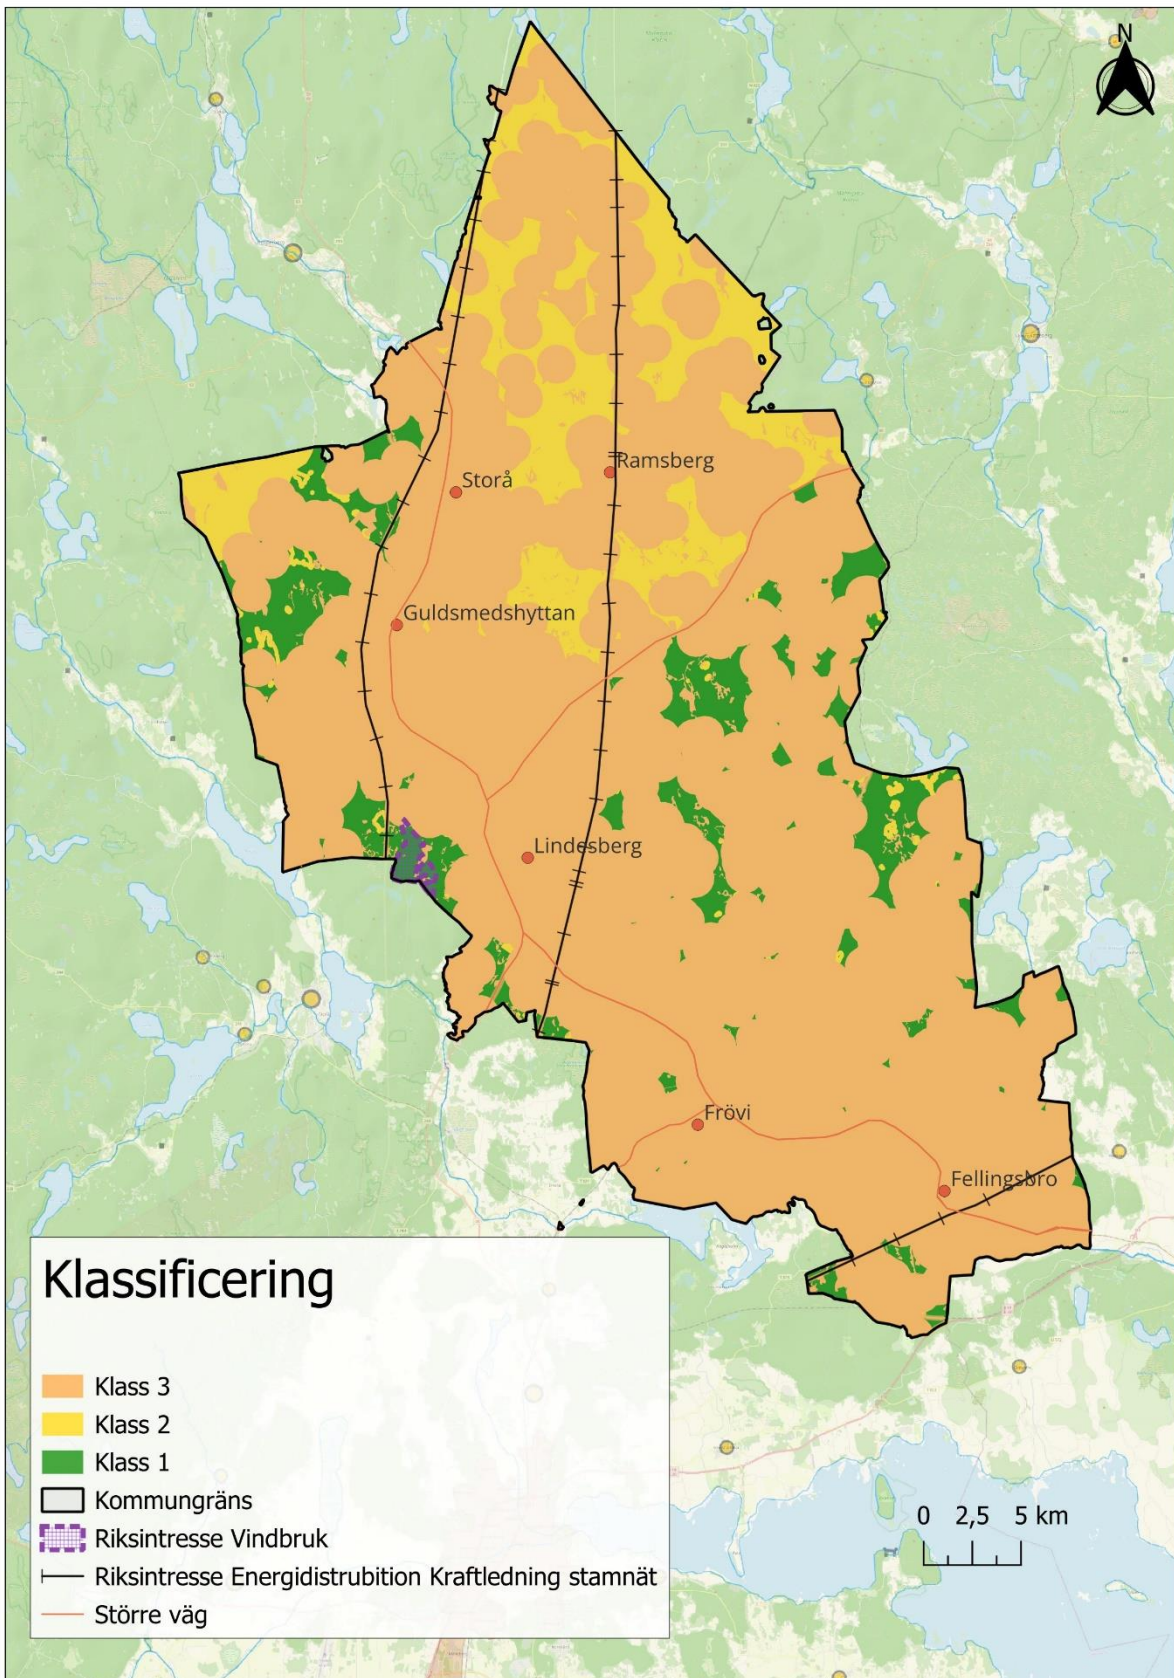 N
Storå
Ramsberg
Guldsmedshyttan
Lindesberg
Frövi
Fellingsbro
Klassificering
Klass 3
Klass 2
Klass 1
Kommungräns
Riksintresse Vindbruk
Riksintresse Energidistrubition Kraftledning stamnät
Större väg
0 2,5 5 km